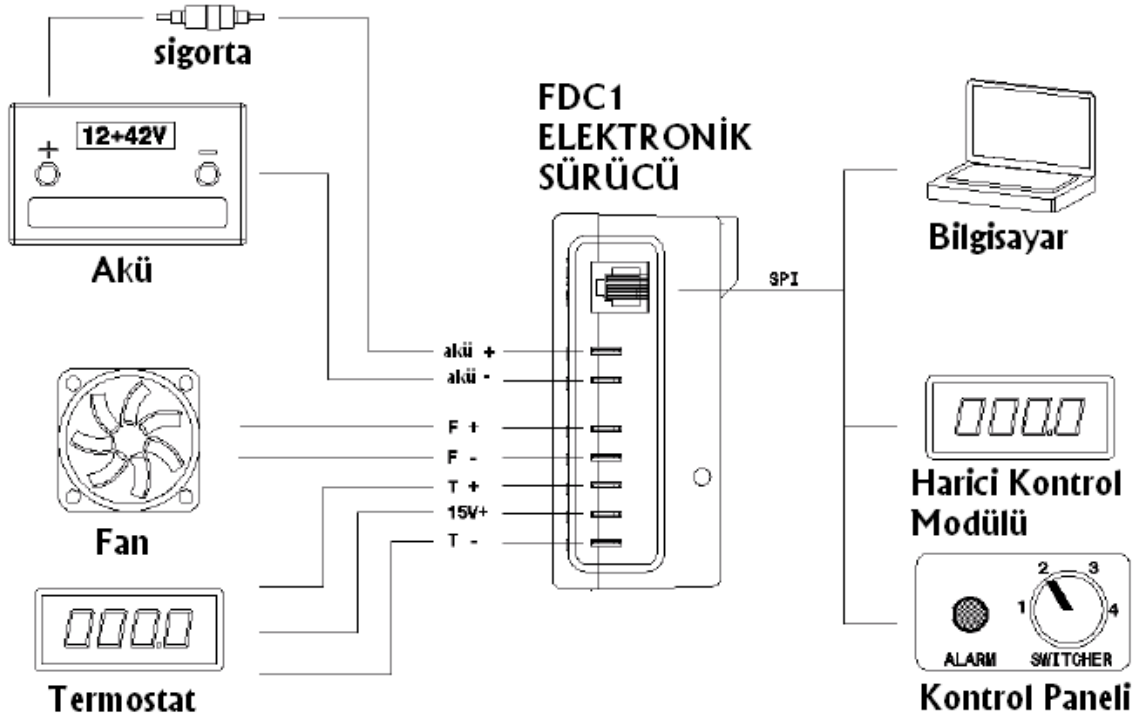 sigorta
12+42V
+
-
Akü
FDC1
ELEKTRONİK
SÜRÜCÜ
akü +
akü -
F +
F -
T +
15V+
T -
Fan
000.0
Termostat
SPI
Bilgisayar
000.0
Harici Kontrol
Modülü
1 2 3 4
ALARM SWITCHER
Kontrol Paneli